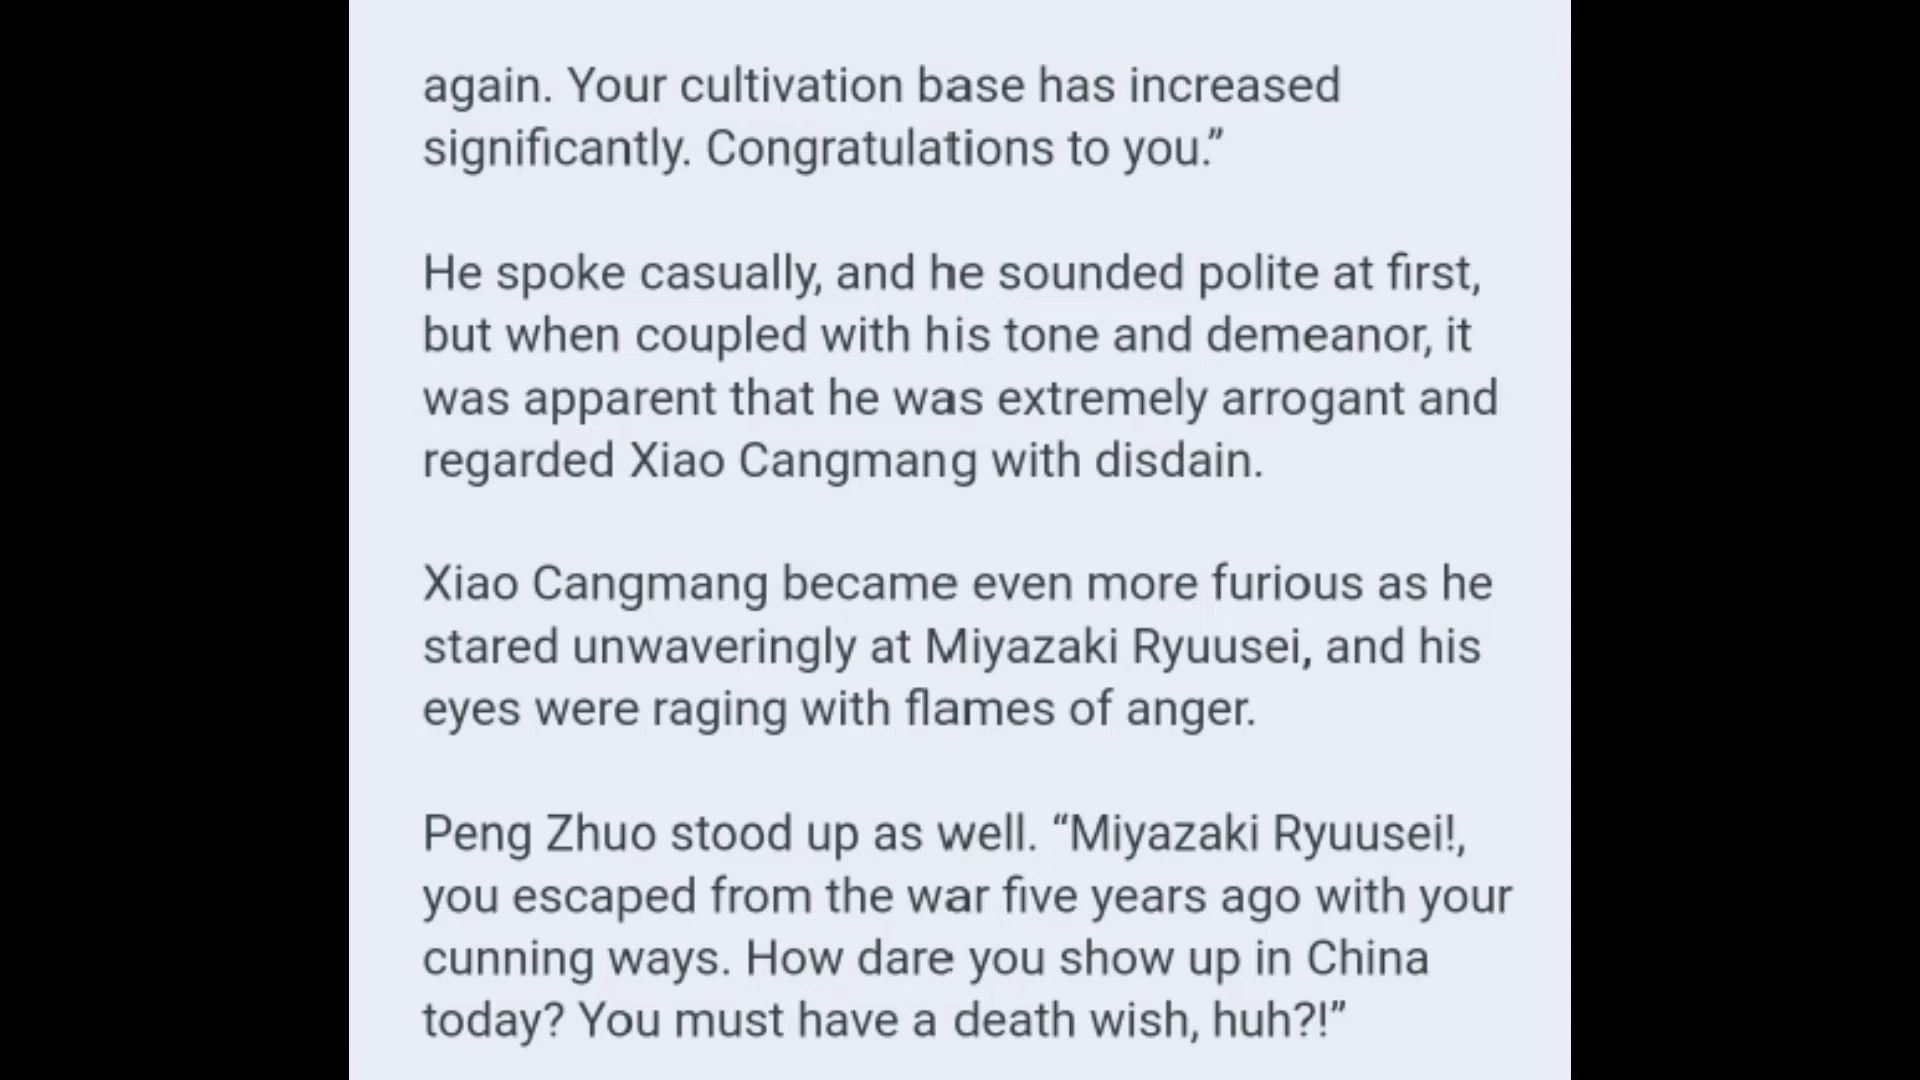 again. Your cultivation base has increased
significantly. Congratulations to you.”
He spoke casually, and he sounded polite at first,
but when coupled with his tone and demeanor, it
was apparent that he was extremely arrogant and
regarded Xiao Cangmang with disdain.
Xiao Cangmang became even more furious as he
stared unwaveringly at Miyazaki Ryuusei, and his
eyes were raging with flames of anger.
Peng Zhuo stood up as well. “Miyazaki Ryuusei!,
you escaped from the war five years ago with your
cunning ways. How dare you show up in China
today? You must have a death wish, huh?!”